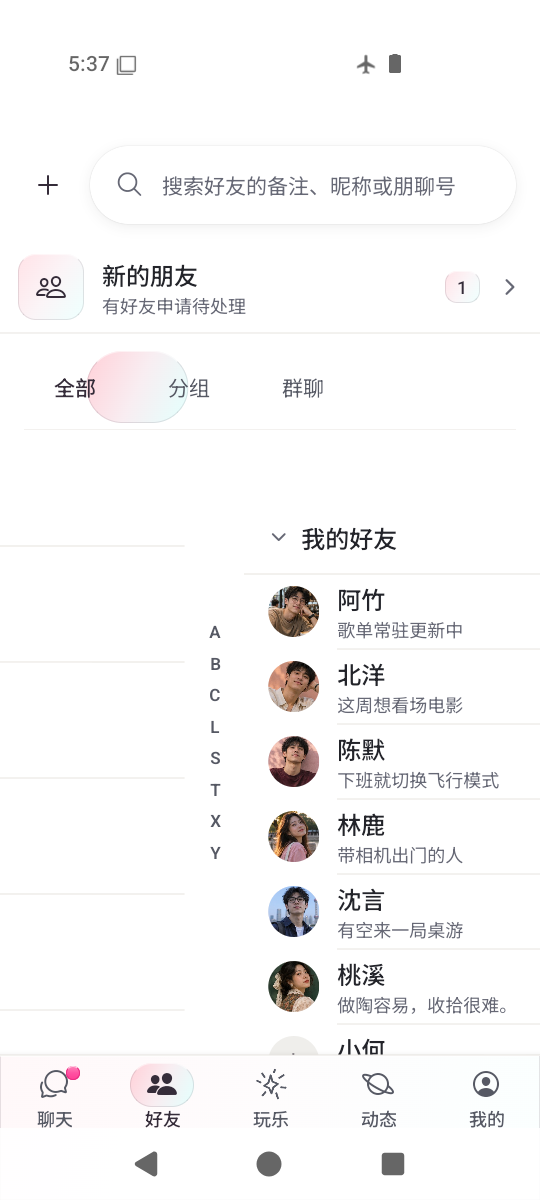 5:37
搜索好友的备注、昵称或朋聊号
新的朋友
有好友申请待处理
1
全部
分组
群聊
我的好友
阿竹
歌单常驻更新中
北洋
这周想看场电影
陈默
下班就切换飞行模式
林鹿
带相机出门的人
沈言
有空来一局桌游
桃溪
做陶容易，收拾很难。
小何
A
B
C
L
S
T
X
Y
聊天
好友
玩乐
动态
我的